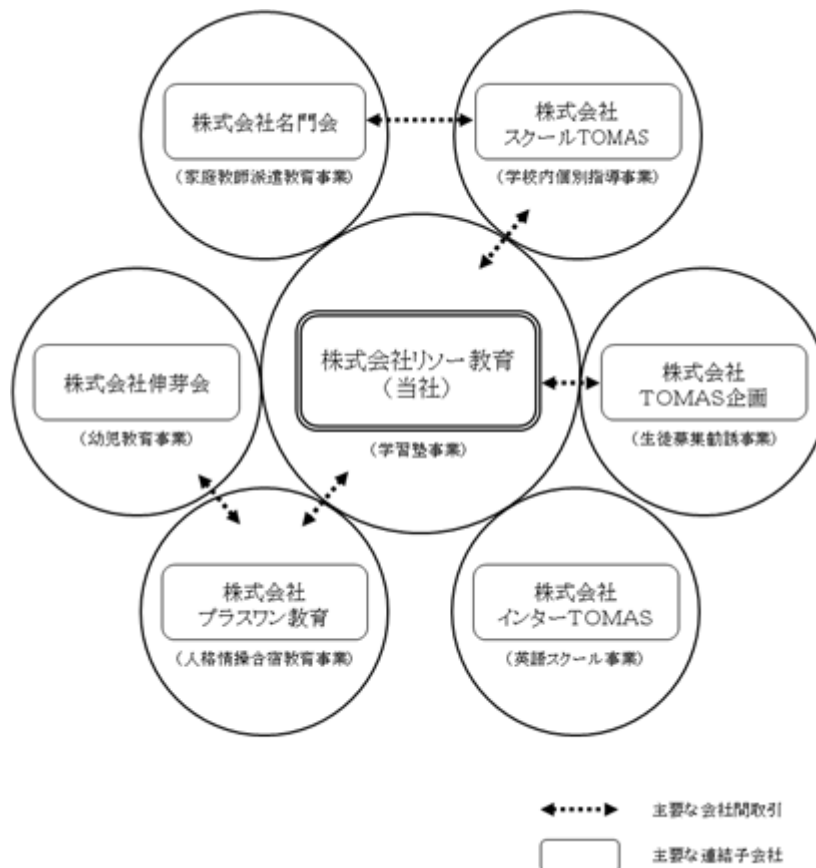 株式会社名門会
(家庭教師派遣教育事業)
株式会社
スクールTOMAS
(学校内個別指導事業)
株式会社リソー教育
(当社)
(学習塾事業)
株式会社伸芽会
(幼児教育事業)
株式会社
TOMAS企画
(生徒募集勧誘事業)
株式会社
プラスワン教育
(人格情操合宿教育事業)
株式会社
インターTOMAS
(英語スクール事業)
主要な会社間取引
主要な連結子会社